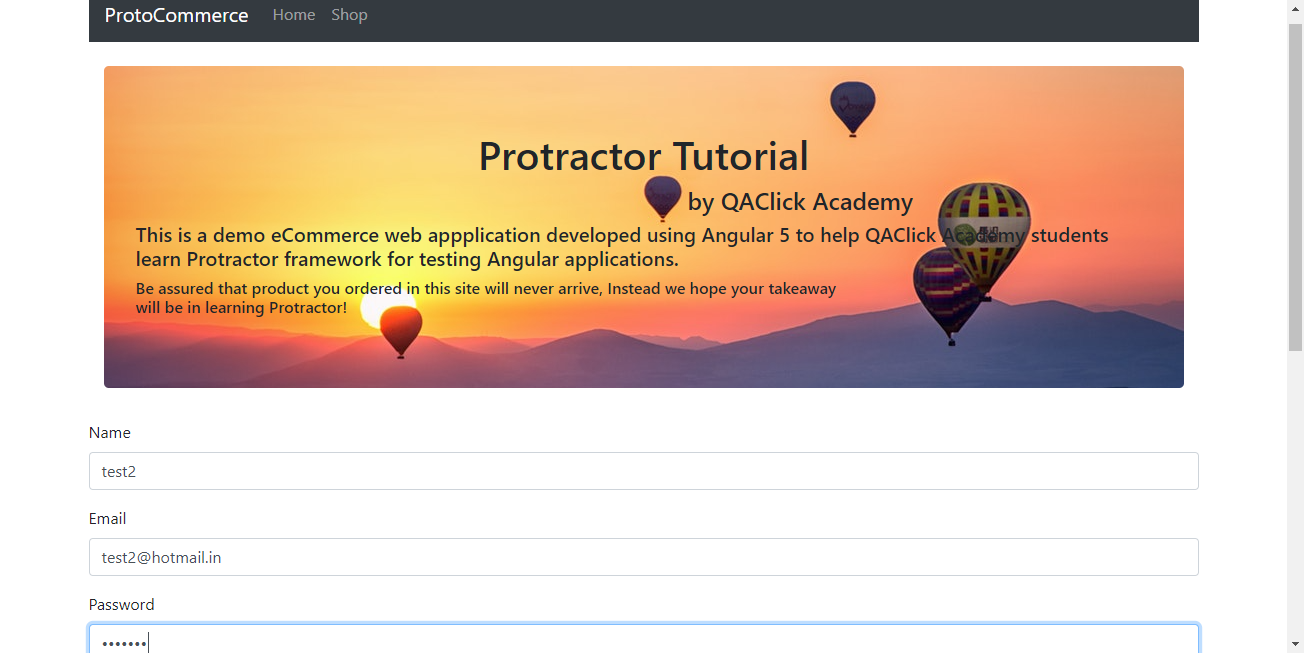 ProtoCommerce Home Shop
Protractor Tutorial
by QAClick Academy
This is a demo eCommerce web appplication developed using Angular 5 to help QAClick Academy students
learn Protractor framework for testing Angular applications.
Be assured that product you ordered in this site will never arrive, Instead we hope your takeaway
will be in learning Protractor!
Name
test2
Email
test2@hotmail.in
Password
•••••••